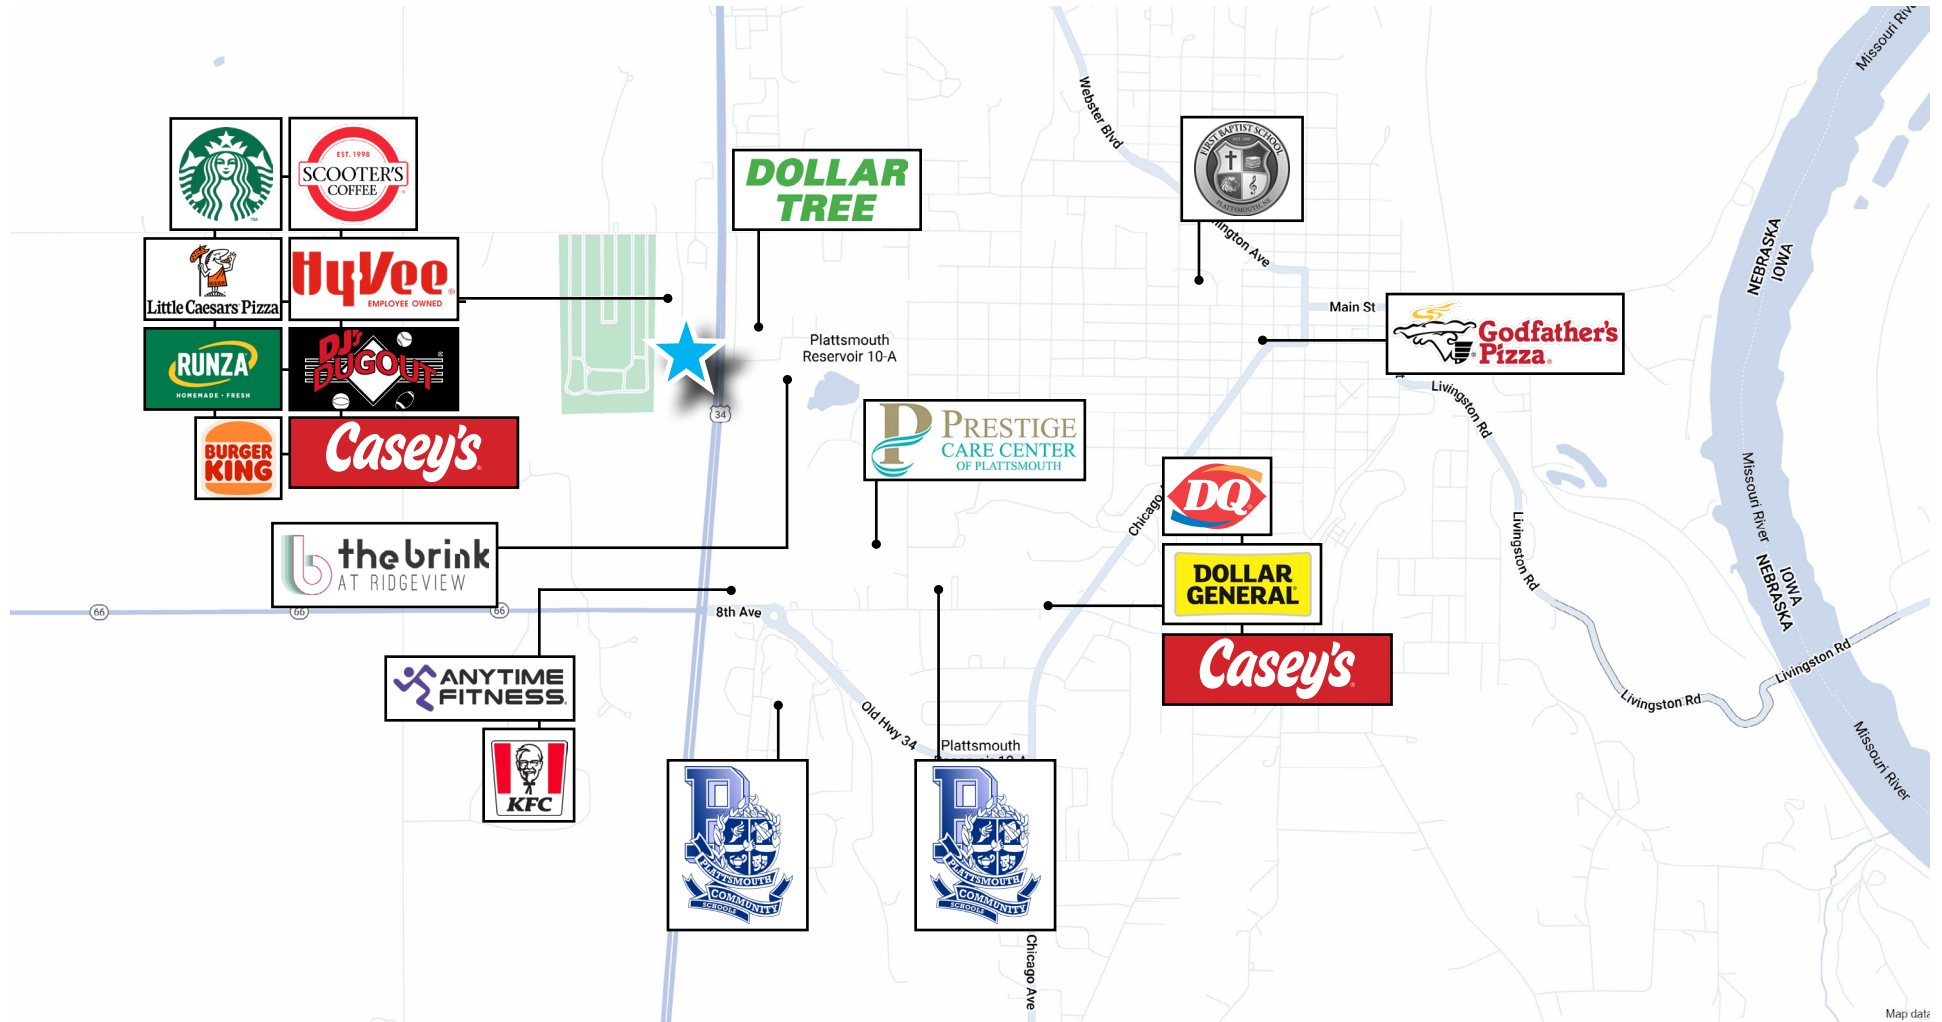 Missouri Rive
Webster Blvd
EST. 1998
SCOOTER'S
COFFEE
TM
DOLLAR
TREE
FIRST BAPTIST SCHOOL
PLATTSMOUTH, NE
ington Ave
NEBRASKA
IOWA
Little Caesars Pizza
HyVee
EMPLOYEE OWNED
Main St
Godfather's
Pizza
Plattsmouth
Reservoir 10-A
RUNZA
HOMEMADE • FRESH
DJ's
DUGOUT
34
Livingston Rd
PRESTIGE
CARE CENTER
OF PLATTSMOUTH
BURGER
KING
Casey's
Missouri River
Chicago
DQ
Livingston Rd
the brink
AT RIDGEVIEW
DOLLAR
GENERAL
IOWA
NEBRASKA
66
66
66
8th Ave
Casey's
Livingston Rd
Livingston Rd
ANYTIME
FITNESS
Old Hwy 34
Plattsmouth
Missouri River
KFC
P
PLATTSMOUTH
COMMUNITY
SCHOOLS
P
PLATTSMOUTH
COMMUNITY
SCHOOLS
Chicago Ave
Map data